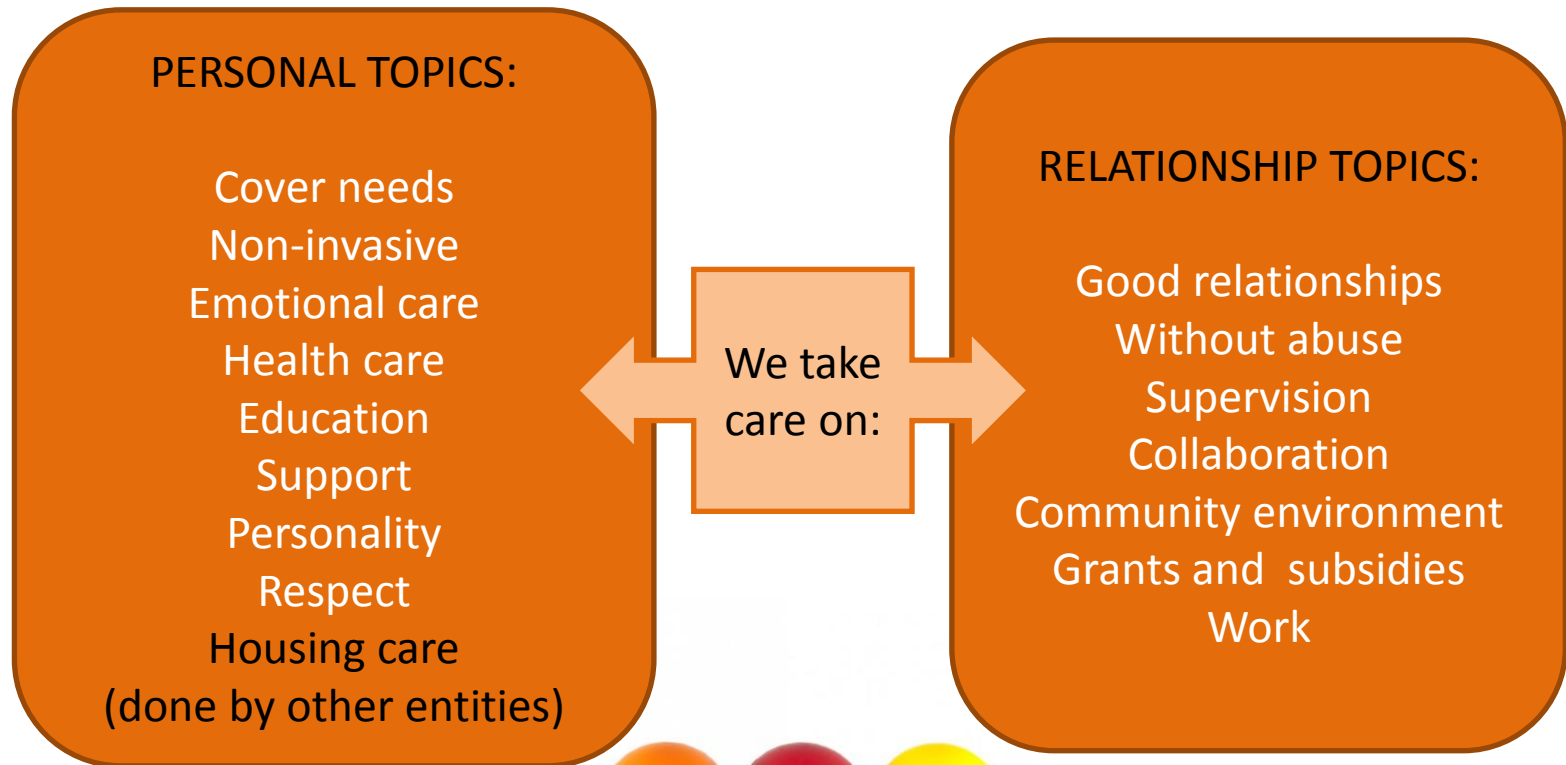 PERSONAL TOPICS:
Cover needs
Non-invasive
Emotional care
Health care
Education
Support
Personality
Respect
Housing care
(done by other entities)
We take
care on:
RELATIONSHIP TOPICS:
Good relationships
Without abuse
Supervision
Collaboration
Community environment
Grants and  subsidies
Work